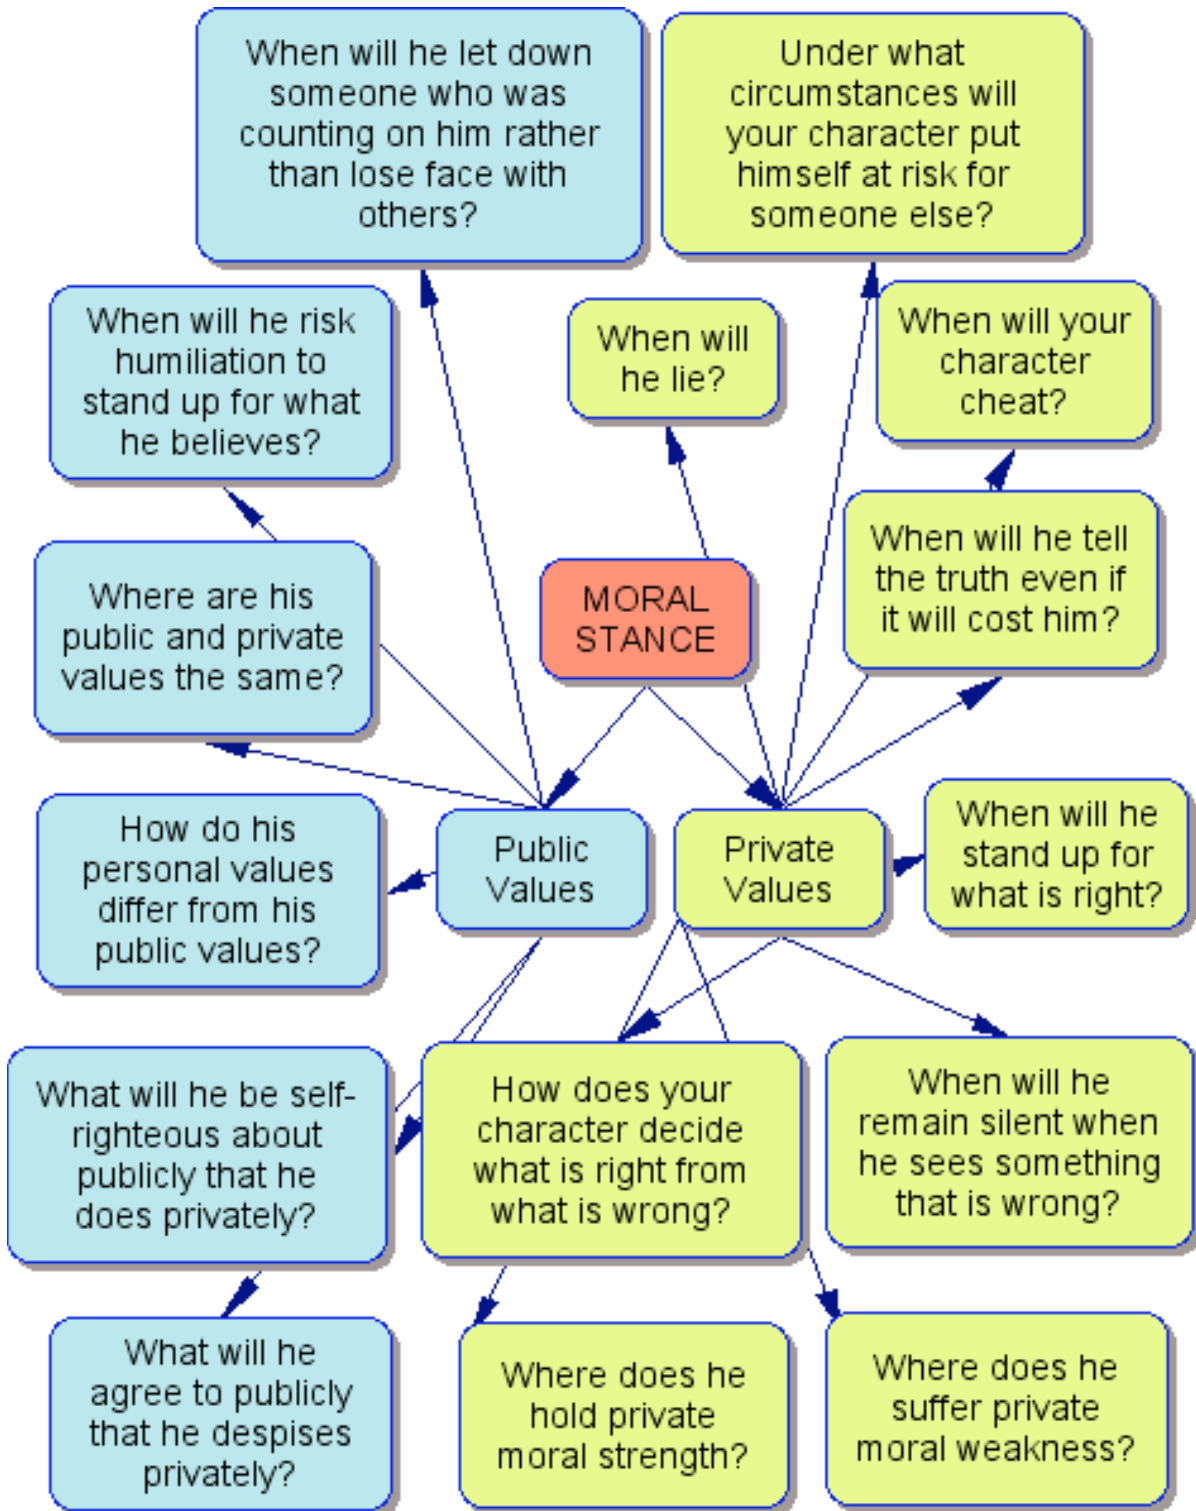 When will he let down
someone who was
counting on him rather
than lose face with
others?
Under what
circumstances will
your character put
himself at risk for
someone else?
When will he risk
humiliation to
stand up for what
he believes?
When will
he lie?
When will your
character
cheat?
Where are his
public and private
values the same?
MORAL
STANCE
When will he tell
the truth even if
it will cost him?
How do his
personal values
differ from his
public values?
Public
Values
Private
Values
When will he
stand up for
what is right?
What will he be self-
righteous about
publicly that he
does privately?
How does your
character decide
what is right from
what is wrong?
When will he
remain silent when
he sees something
that is wrong?
What will he
agree to publicly
that he despises
privately?
Where does he
hold private
moral strength?
Where does he
suffer private
moral weakness?